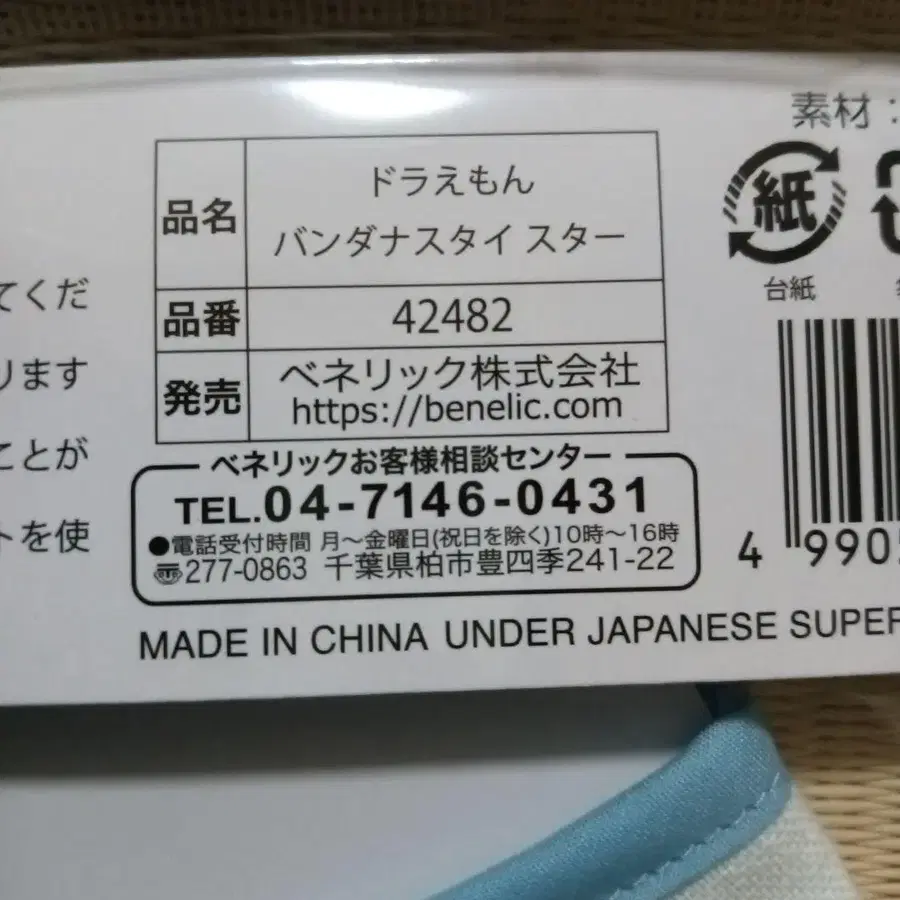 素材:
紙
台紙
品名 ドラえもん
バンダナスタイ スター
品番 42482
発売 ベネリック株式会社
https://benelic.com
てくだ
ります
ことが
トを使
ベネリックお客様相談センター
TEL.04-7146-0431
●電話受付時間 月〜金曜日(祝日を除く)10時〜16時
277-0863 千葉県柏市豊四季241-22
4 990
MADE IN CHINA UNDER JAPANESE SUPER